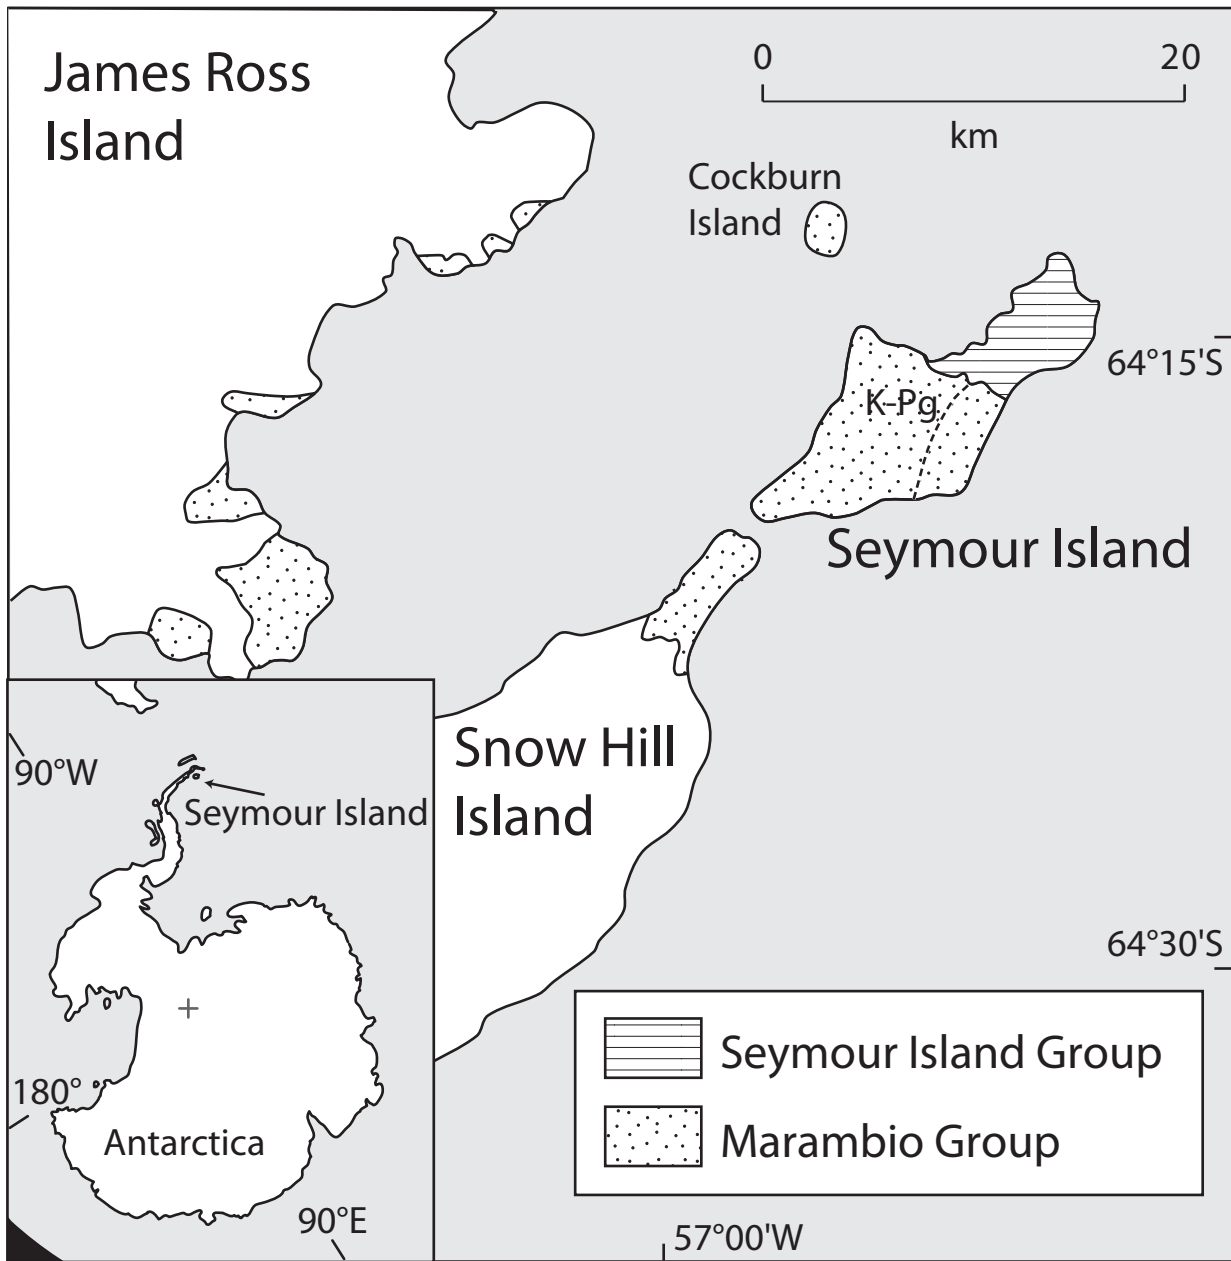 James Ross
Island
0
20
km
Cockburn
Island
64°15'S
K-Pg
Seymour Island
Snow Hill
Island
90°W
Seymour Island
180°
Antarctica
90°E
64°30'S
Seymour Island Group
Marambio Group
57°00'W